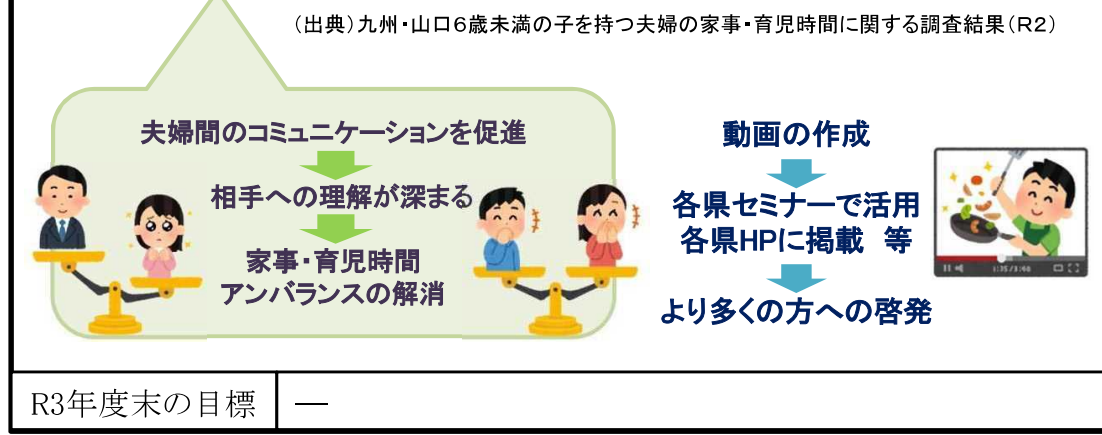 （出典）九州・山口６歳未満の子を持つ夫婦の家事・育児時間に関する調査結果（Ｒ２）
夫婦間のコミュニケーションを促進
相手への理解が深まる
家事・育児時間
アンバランスの解消
動画の作成
各県セミナーで活用
各県HPに掲載　等
より多くの方への啓発
1:35/3:46
R3年度末の目標
―